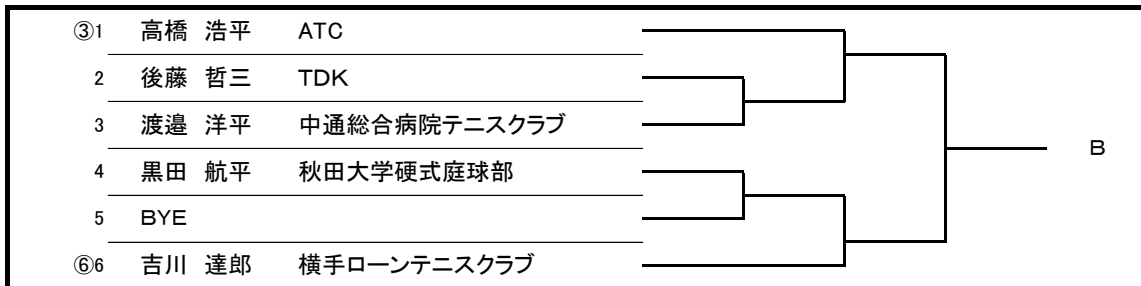 ③1 高橋 浩平 ATC
2 後藤 哲三 TDK
3 渡邉 洋平 中通総合病院テニスクラブ
4 黒田 航平 秋田大学硬式庭球部
B
5 BYE
⑥6 吉川 達郎 横手ローンテニスクラブ